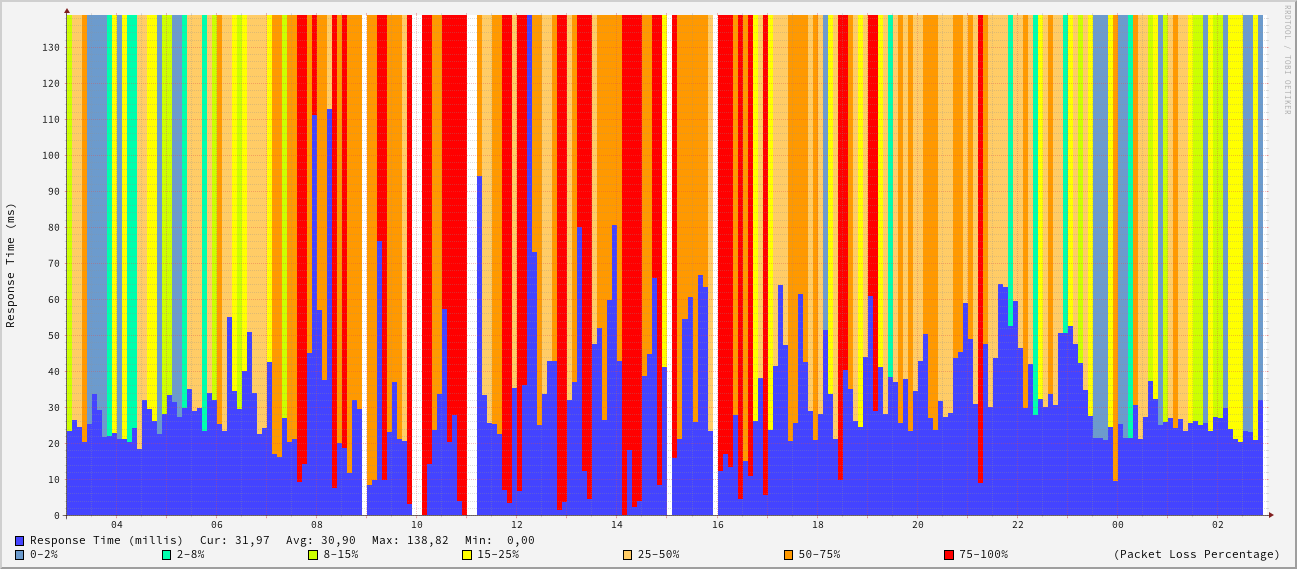 RRDTOOL / TOBI OETIKER
Response Time (ms)
130
120
110
100
90
80
70
60
50
40
30
20
10
0
04 06 08 10 12 14 16 18 20 22 00 02
Response Time (millis) Cur: 31,97 Avg: 30,90 Max: 138,82 Min: 0,00
0-2% 2-8% 8-15% 15-25% 25-50% 50-75% 75-100% (Packet Loss Percentage)